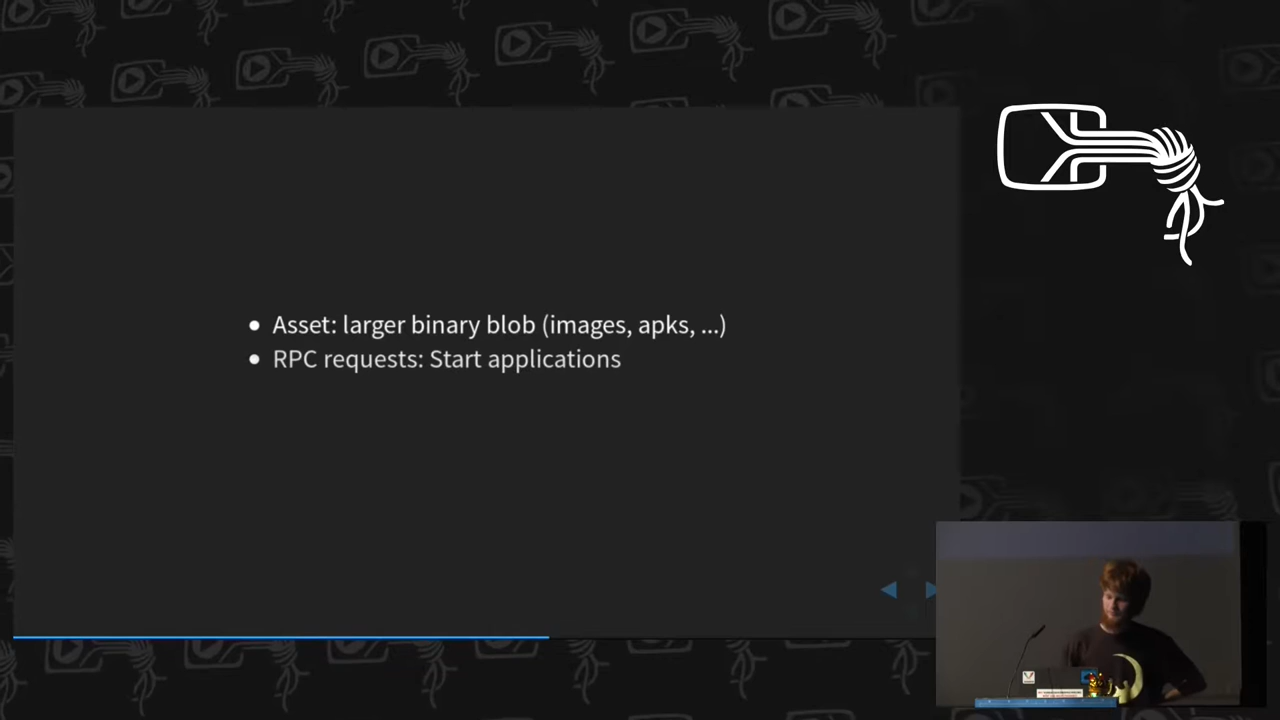 Asset: larger binary blob (images, apks, ...)
RPC requests: Start applications